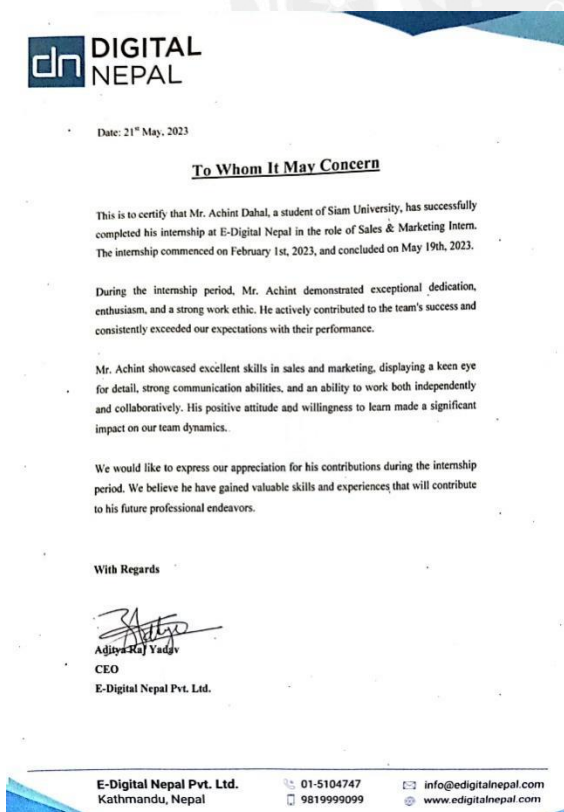 dn DIGITAL
NEPAL
Date: 21st May, 2023
To Whom It May Concern
This is to certify that Mr. Achint Dahal, a student of Siam University, has successfully
completed his internship at E-Digital Nepal in the role of Sales & Marketing Intern.
The internship commenced on February 1st, 2023, and concluded on May 19th, 2023.
During the internship period, Mr. Achint demonstrated exceptional dedication,
enthusiasm, and a strong work ethic. He actively contributed to the team's success and
consistently exceeded our expectations with their performance.
Mr. Achint showcased excellent skills in sales and marketing, displaying a keen eye
for detail, strong communication abilities, and an ability to work both independently
and collaboratively. His positive attitude and willingness to learn made a significant
impact on our team dynamics.
We would like to express our appreciation for his contributions during the internship
period. We believe he have gained valuable skills and experiences that will contribute
to his future professional endeavors.
With Regards
Aditya Raj Yadav
CEO
E-Digital Nepal Pvt. Ltd.
E-Digital Nepal Pvt. Ltd. 01-5104747 info@edigitalnepal.com
Kathmandu, Nepal 9819999099 www.edigitalnepal.com